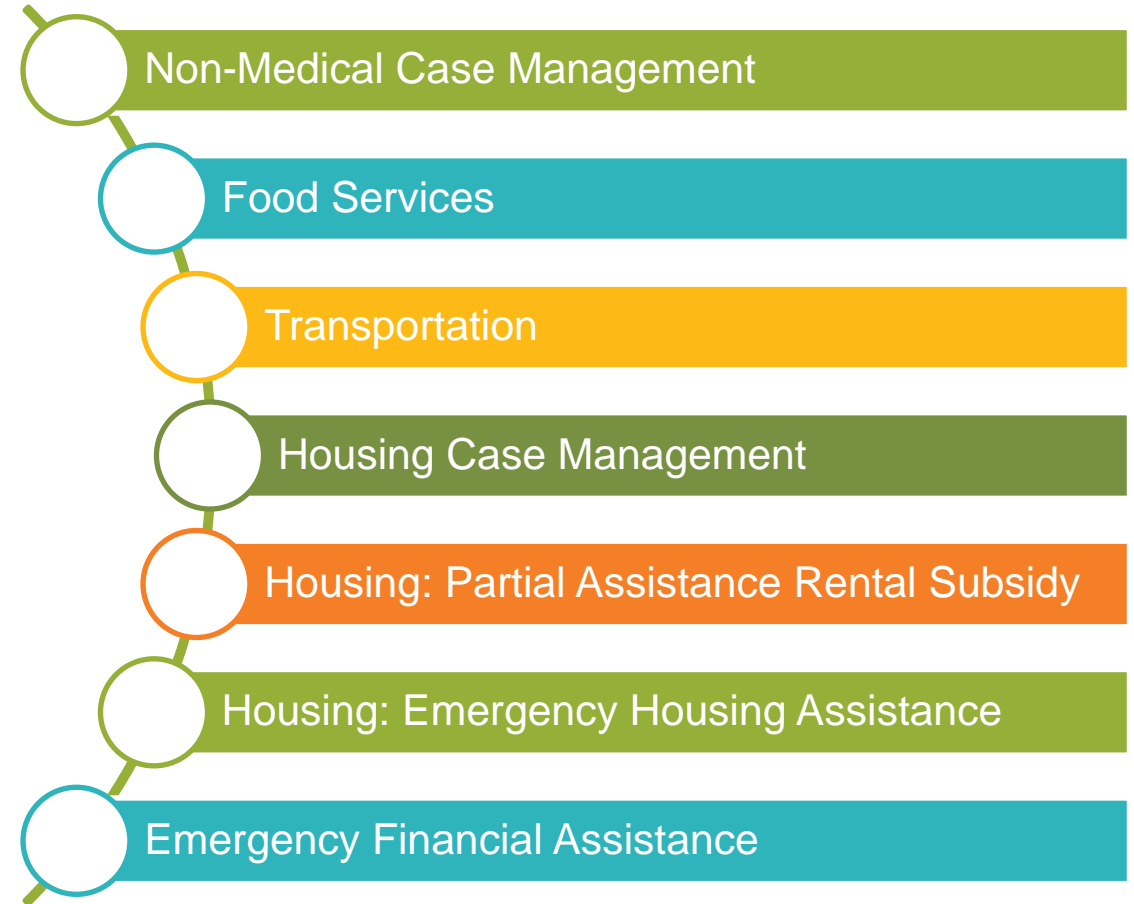 Non-Medical Case Management
Food Services
Transportation
Housing Case Management
Housing: Partial Assistance Rental Subsidy
Housing: Emergency Housing Assistance
Emergency Financial Assistance